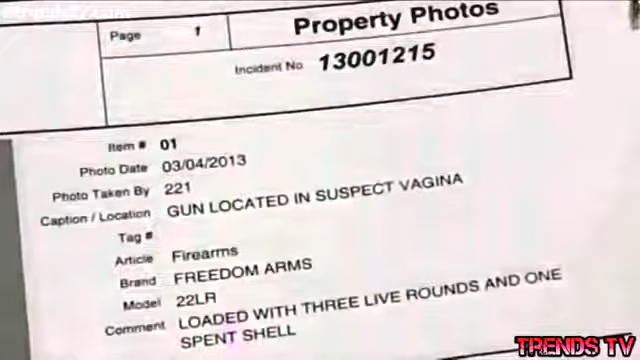 Property Photos
Page 1
Incident No 13001215
Item # 01
Photo Date 03/04/2013
Photo Taken By 221
Caption / Location GUN LOCATED IN SUSPECT VAGINA
Tag #
Article Firearms
Brand FREEDOM ARMS
Model 22LR
Comment LOADED WITH THREE LIVE ROUNDS AND ONE
SPENT SHELL
TRENDS TV